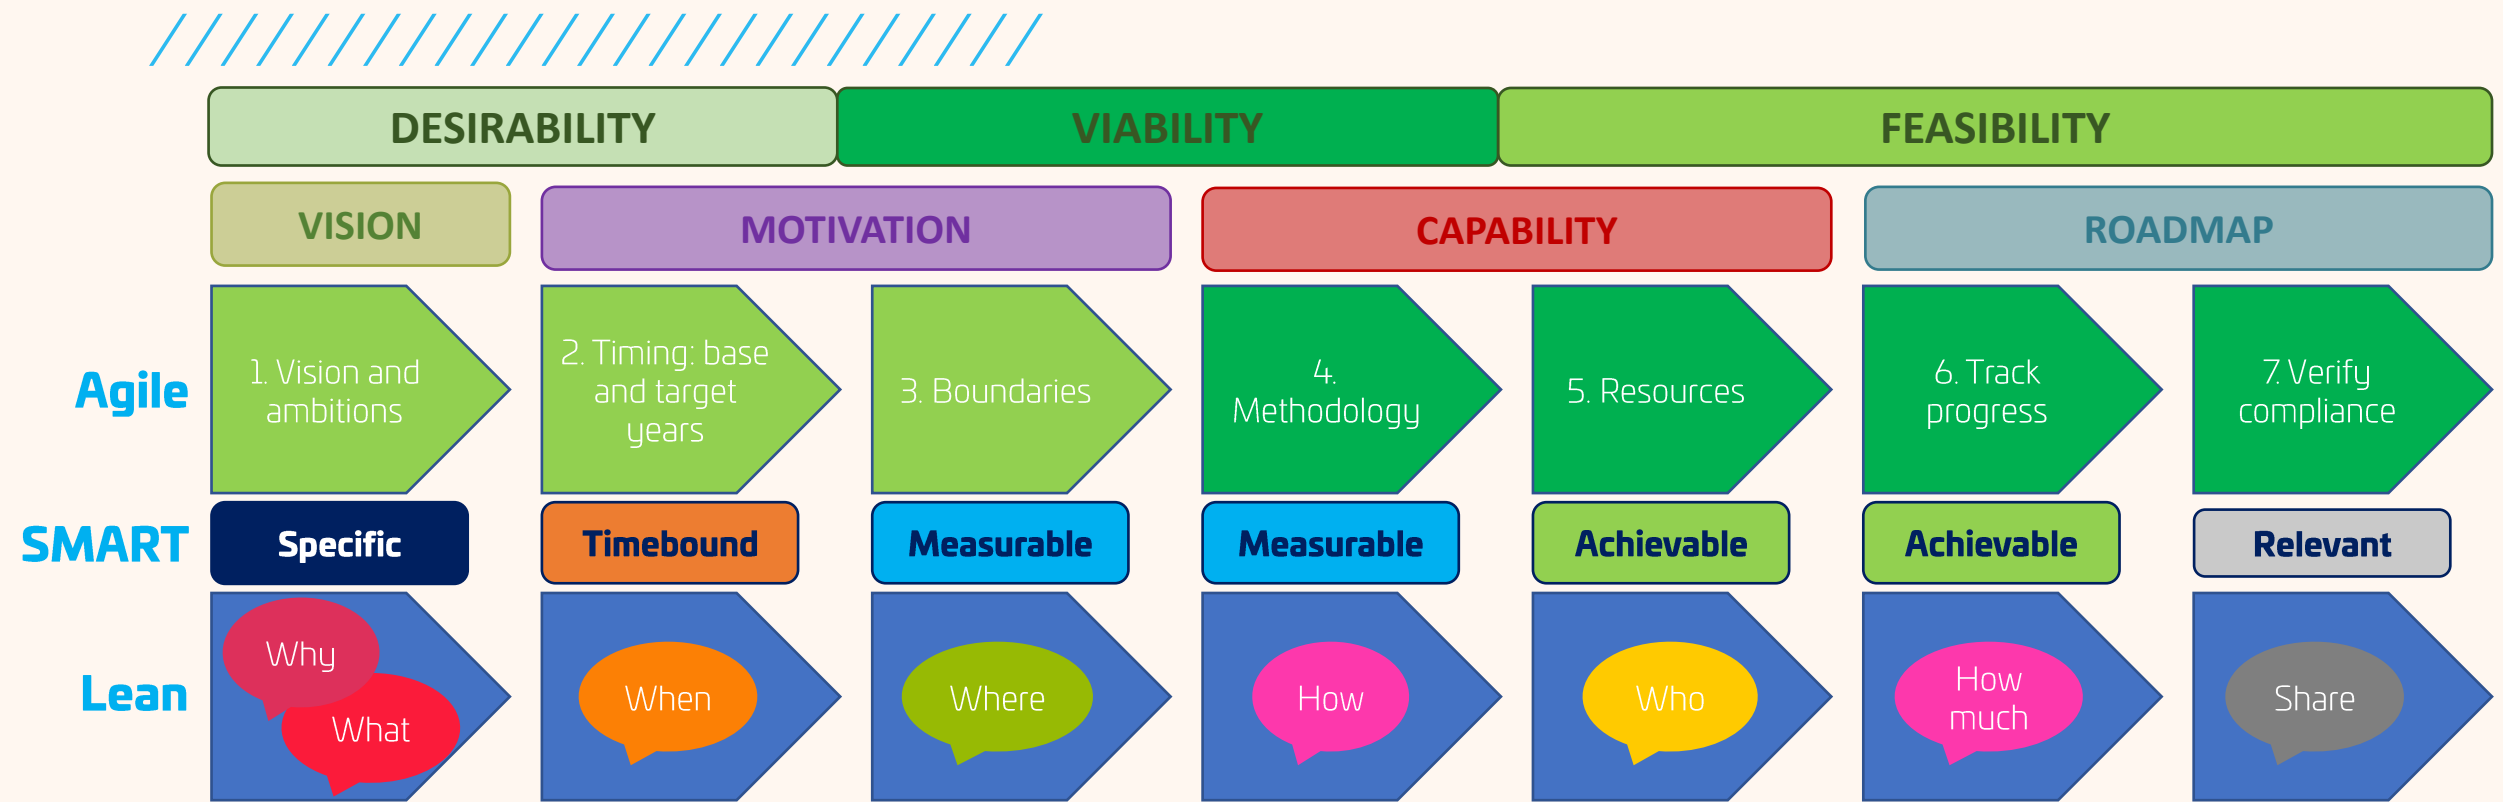 DESIRABILITY
VIABILITY
FEASIBILITY
VISION
MOTIVATION
CAPABILITY
ROADMAP
Agile
1. Vision and
ambitions
2. Timing: base
and target
years
3. Boundaries
4.
Methodology
5. Resources
6. Track
progress
7. Verify
compliance
SMART
Specific
Timebound
Measurable
Measurable
Achievable
Achievable
Relevant
Lean
Why
What
When
Where
How
Who
How
much
Share